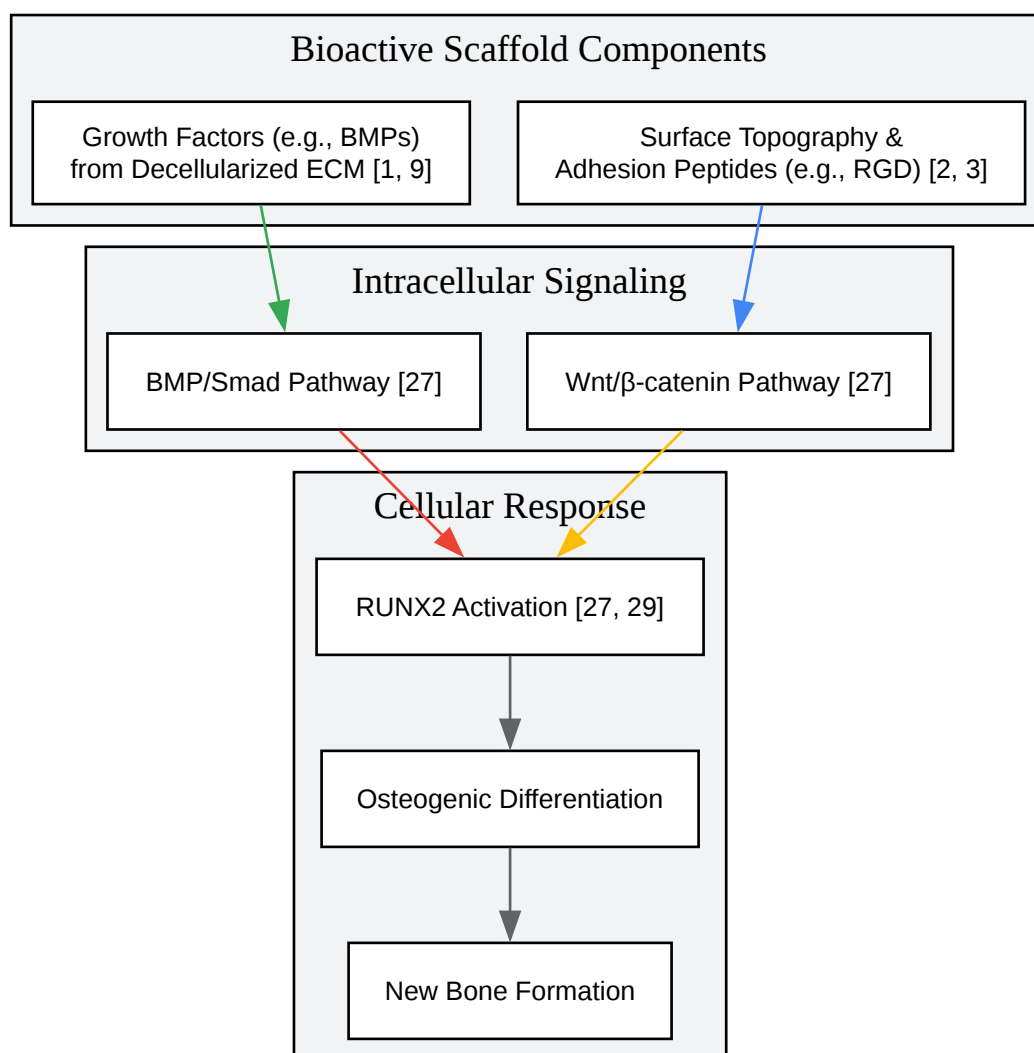 Bioactive Scaffold Components
Growth Factors (e.g., BMPs)
from Decellularized ECM [1, 9]
Surface Topography &
Adhesion Peptides (e.g., RGD) [2, 3]
Intracellular Signaling
BMP/Smad Pathway [27]
Wnt/β-catenin Pathway [27]
Cellular Response
RUNX2 Activation [27, 29]
Osteogenic Differentiation
New Bone Formation